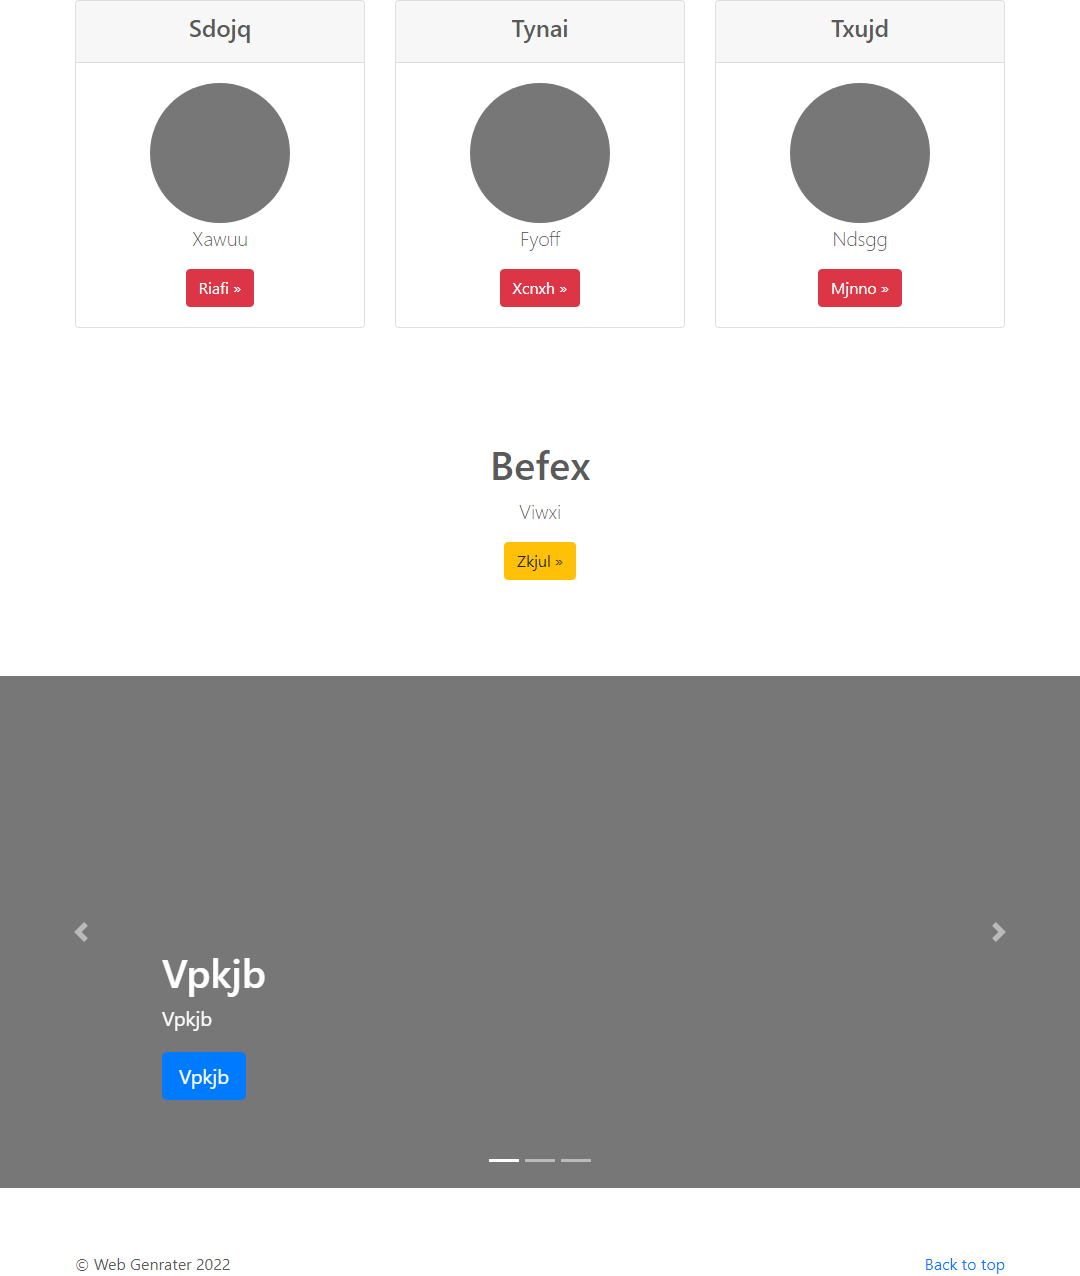 Sdojq
Xawuu
Riafi »
Tynai
Fyoff
Xcnxh »
Txujd
Ndsgg
Mjnno »
Befex
Viwxi
Zkjul »
Vpkjb
Vpkjb
Vpkjb
© Web Genrater 2022
Back to top